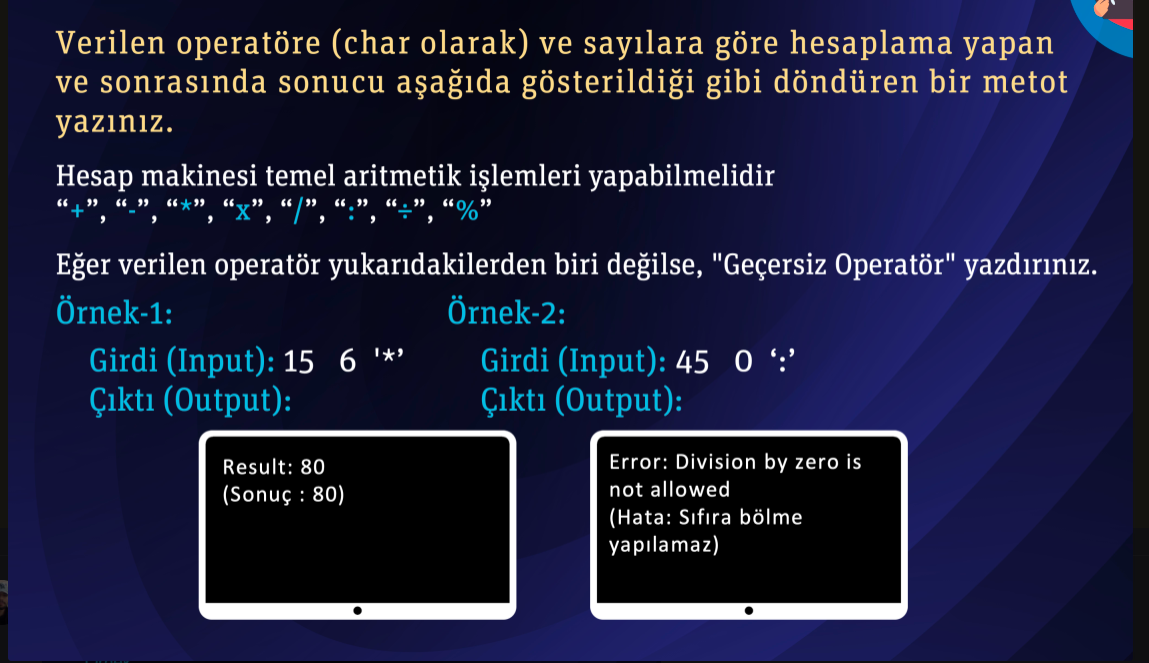 Verilen operatöre (char olarak) ve sayılara göre hesaplama yapan
ve sonrasında sonucu aşağıda gösterildiği gibi döndüren bir metot
yazınız.
Hesap makinesi temel aritmetik işlemleri yapabilmelidir
“+”, “-”, “*”, “x”, “/”, “:”, “÷”, “%”
Eğer verilen operatör yukarıdakilerden biri değilse, "Geçersiz Operatör" yazdırınız.
Örnek-1:
Girdi (Input): 15 6 '*’
Çıktı (Output):
Result: 80
(Sonuç : 80)
Örnek-2:
Girdi (Input): 45 0 ‘:’
Çıktı (Output):
Error: Division by zero is
not allowed
(Hata: Sıfıra bölme
yapılamaz)